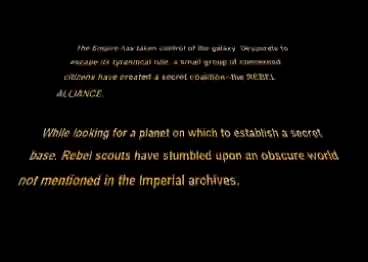 The Empire has taken control of the galaxy. Desperate to
escape its tyrannical rule, a small group of concerned
citizens have created a secret coalition--the REBEL
ALLIANCE.
While looking for a planet on which to establish a secret
base, Rebel scouts have stumbled upon an obscure world
not mentioned in the Imperial archives.